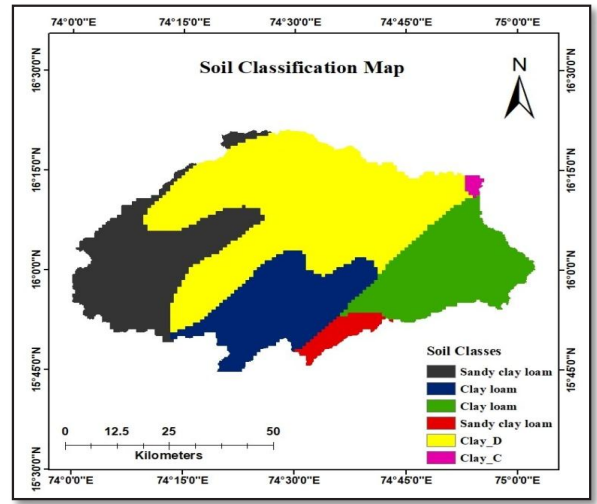 74°0'0"E 74°15'0"E 74°30'0"E 74°45'0"E 75°0'0"E
Soil Classification Map
N
16°30'0"N 16°30'0"N
16°15'0"N 16°15'0"N
16°0'0"N 16°0'0"N
15°45'0"N 15°45'0"N
15°30'0"N 15°30'0"N
Soil Classes
Sandy clay loam
Clay loam
Clay loam
Sandy clay loam
Clay_D
Clay_C
0 12.5 25 50
Kilometers
74°0'0"E 74°15'0"E 74°30'0"E 74°45'0"E 75°0'0"E